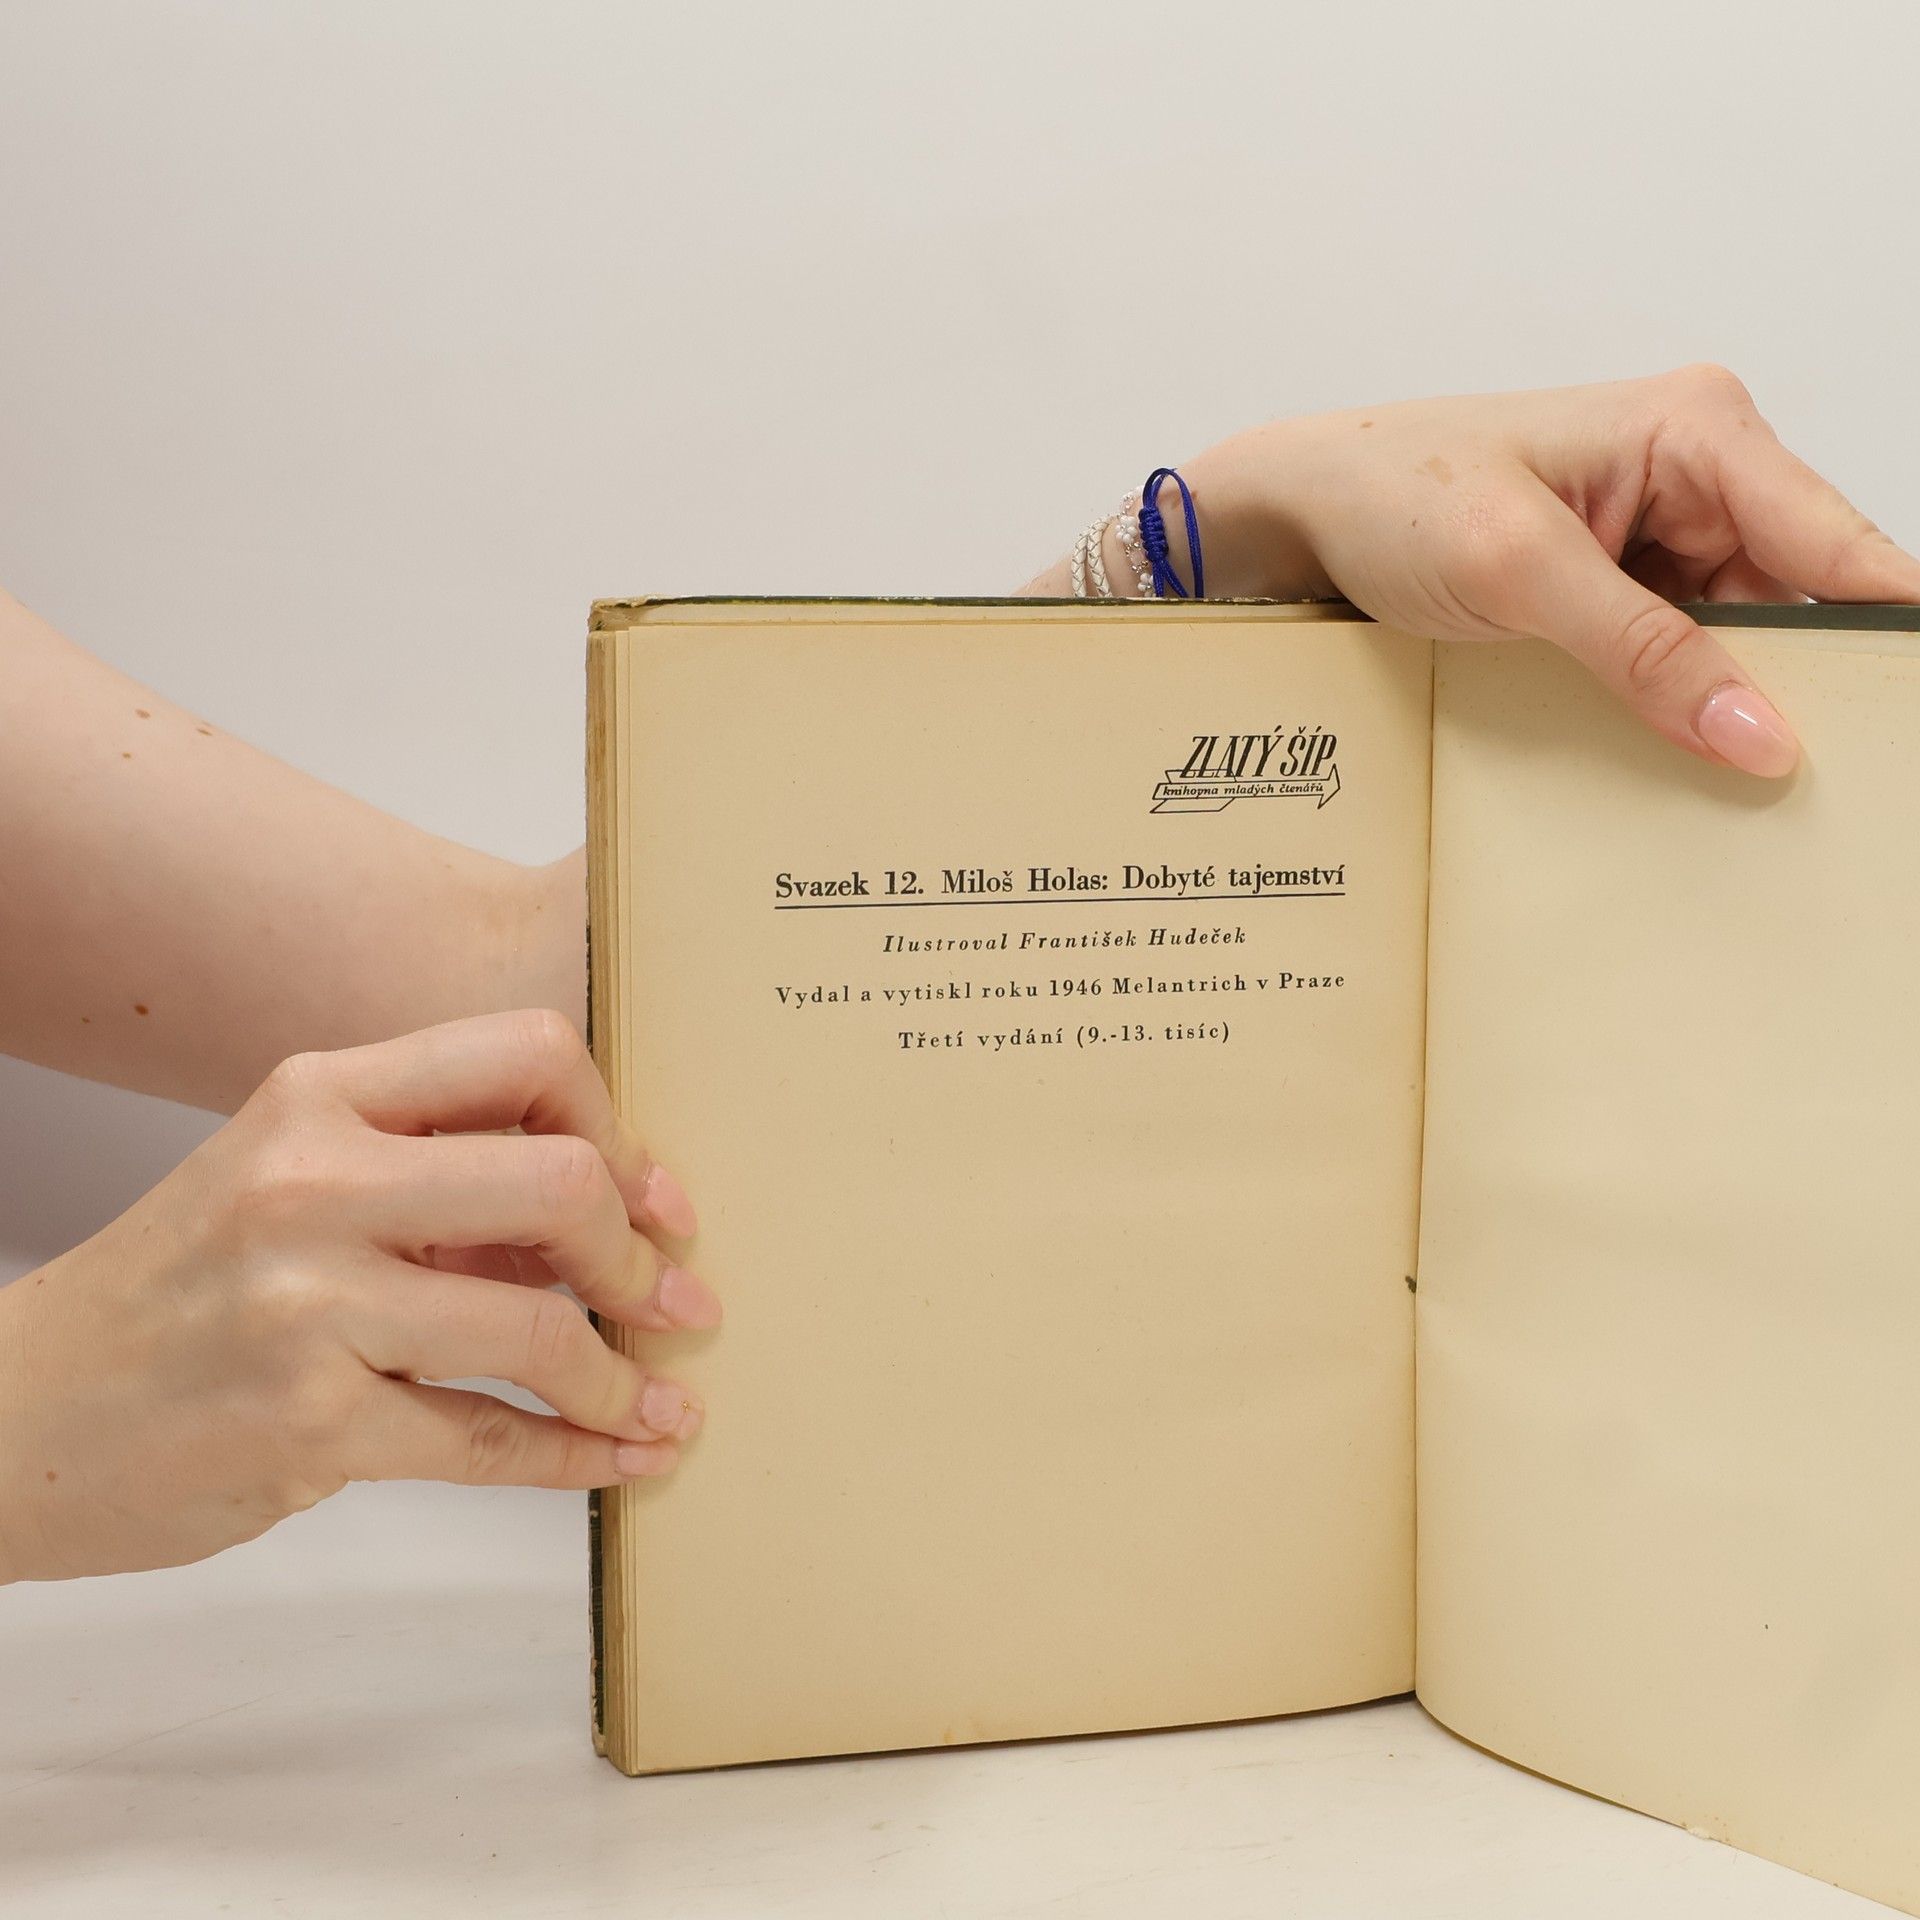 ZLATÝ ŠÍP
knihovna mladých čtenářů
Svazek 12. Miloš Holas: Dobyté tajemství
Ilustroval František Hudeček
Vydal a vytiskl roku 1946 Melantrich v Praze
Třetí vydání (9.-13. tisíc)